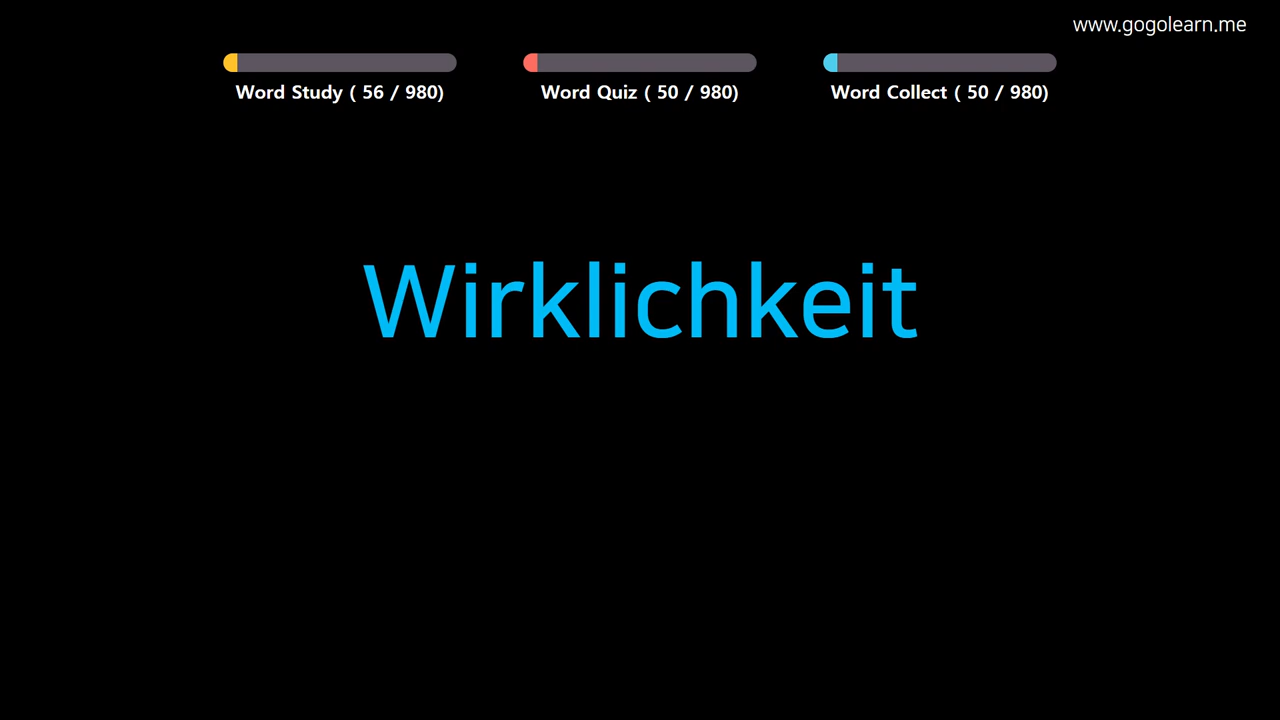 www.gogolearn.me
Word Study ( 56 / 980)
Word Quiz ( 50 / 980)
Word Collect ( 50 / 980)
Wirklichkeit